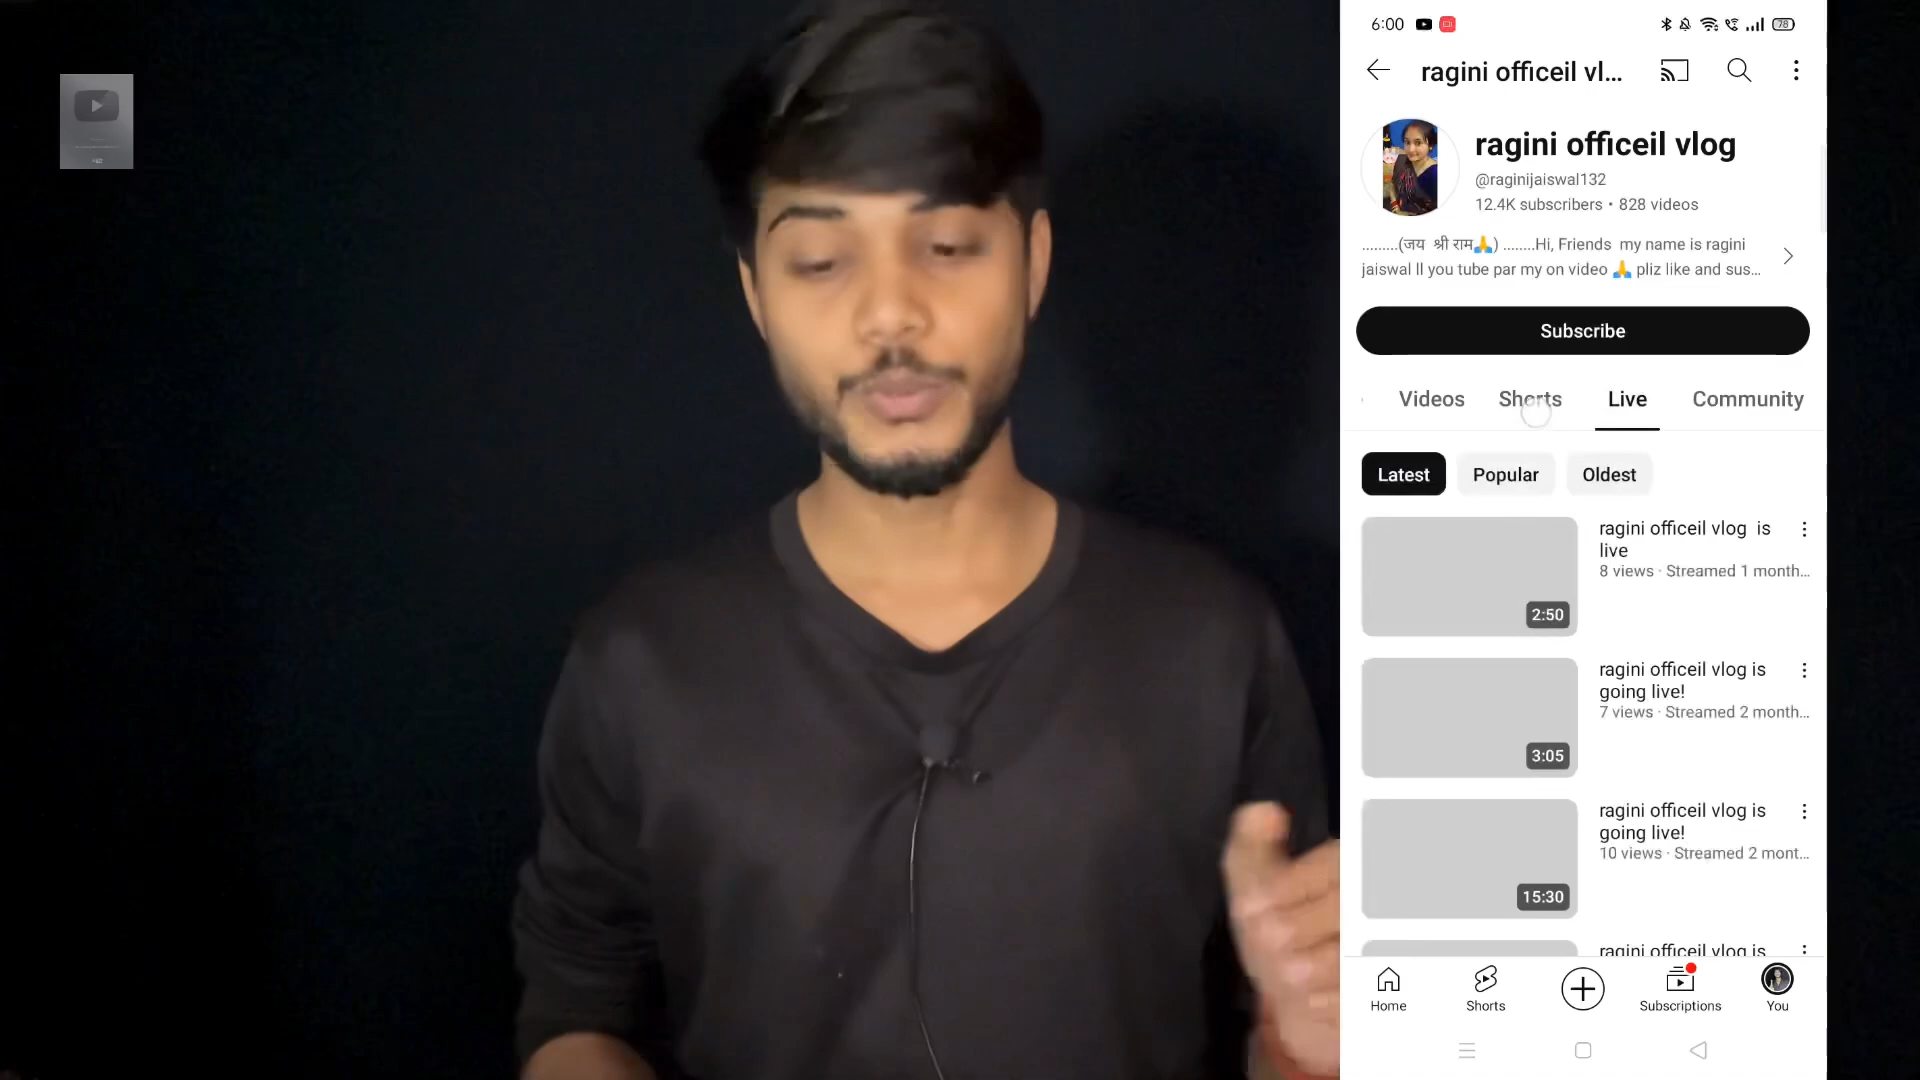 6:00
78
ragini officeil vl...
ragini officeil vlog
@raginijaiswal132
12.4K subscribers • 828 videos
.........(जय श्री राम🙏) ........Hi, Friends my name is ragini
jaiswal ll you tube par my on video 🙏 pliz like and sus...
Subscribe
Videos Shorts Live Community
Latest Popular Oldest
ragini officeil vlog is
live
8 views · Streamed 1 month...
2:50
ragini officeil vlog is
going live!
7 views · Streamed 2 month...
3:05
ragini officeil vlog is
going live!
10 views · Streamed 2 mont...
15:30
ragini officeil vlog is
Home Shorts Subscriptions You